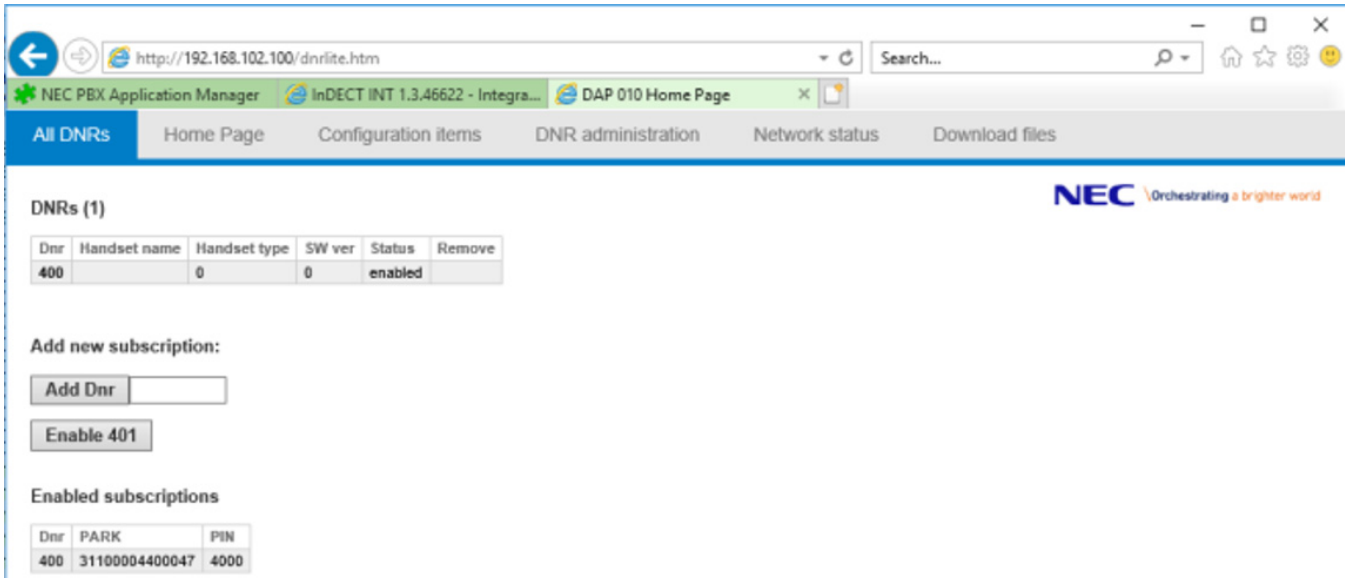 http://192.168.102.100/dnrlite.htm Search...
NEC PBX Application Manager InDECT INT 1.3.46622 - Integra... DAP 010 Home Page
All DNRs Home Page Configuration items DNR administration Network status Download files
NEC \Orchestrating a brighter world
DNRs (1)
Dnr Handset name Handset type SW ver Status Remove
400 0 0 enabled
Add new subscription:
Add Dnr
Enable 401
Enabled subscriptions
Dnr PARK PIN
400 31100004400047 4000